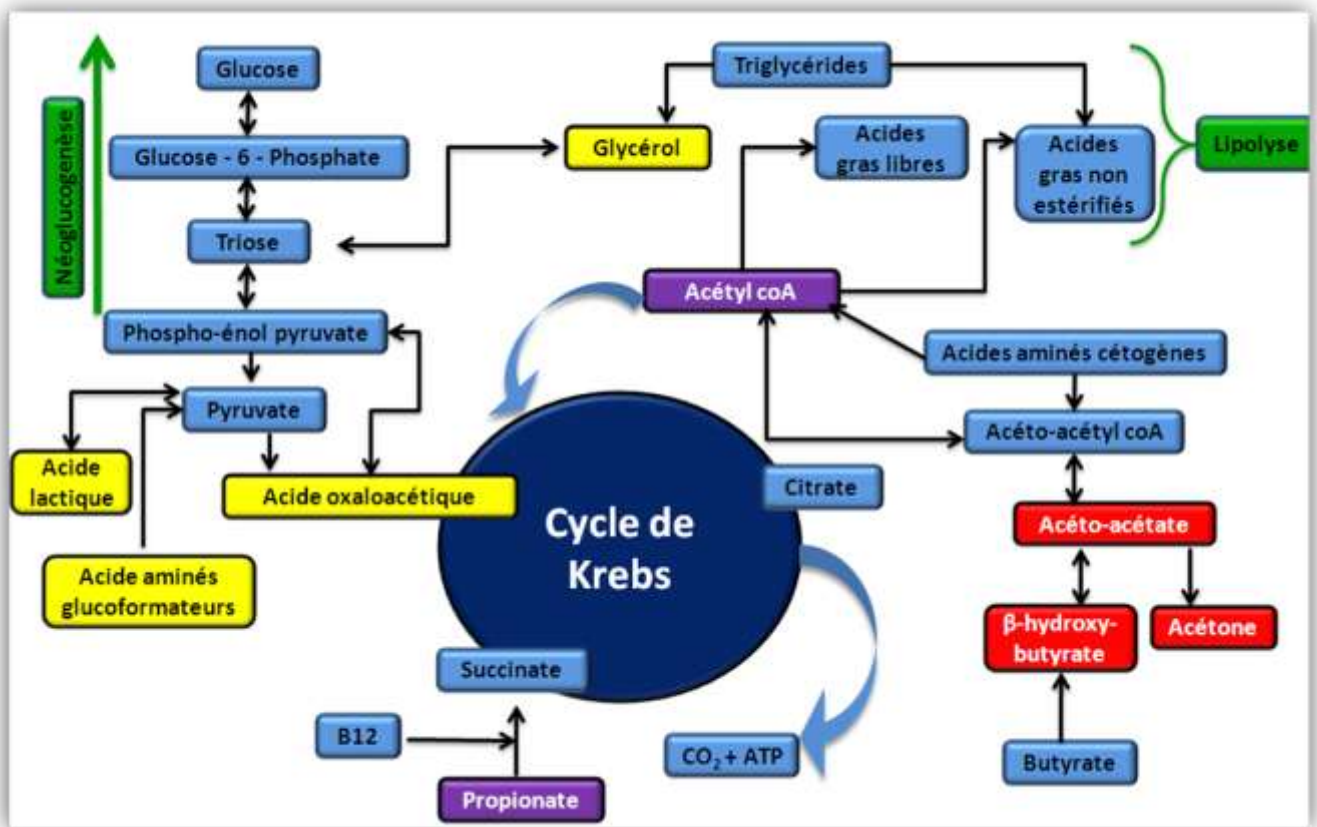 Néoglucogenèse
Glucose
Glucose - 6 - Phosphate
Triose
Phospho-énol pyruvate
Pyruvate
Acide
lactique
Acide aminés
glucoformateurs
Acide oxaloacétique
Triglycérides
Glycérol
Acides
gras libres
Acides
gras non
estérifiés
Lipolyse
Acétyl coA
Acides aminés cétogènes
Acéto-acétyl coA
Citrate
Cycle de
Krebs
Acéto-acétate
β-hydroxy-
butyrate
Acétone
Butyrate
Succinate
B12
Propionate
CO₂ + ATP